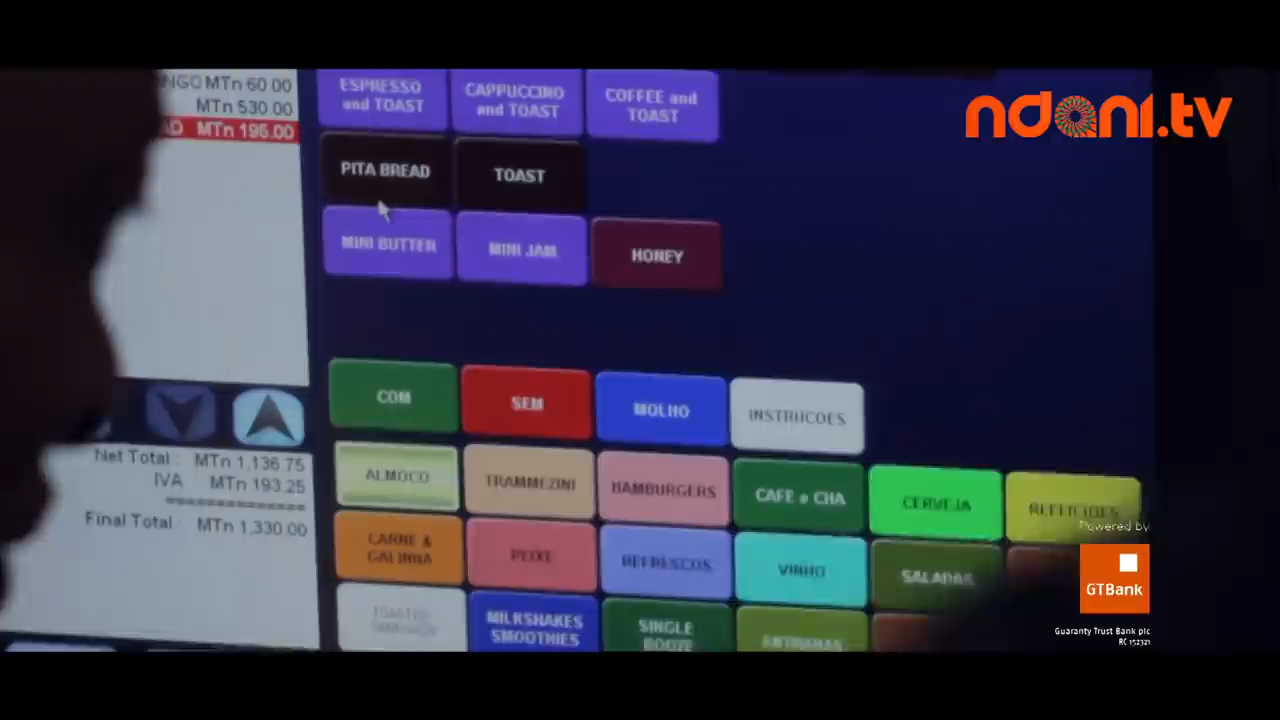 MTn 60.00
MTn 530.00
MTn 195.00
ESPRESSO
and TOAST
CAPPUCCINO
and TOAST
COFFEE and
TOAST
ndani.tv
PITA BREAD
TOAST
MINI BUTTER
MINI JAM
HONEY
COM
SEM
MOLHO
INSTRUCOES
Net Total : MTn 1,136.75
IVA MTn 193.25
==============
Final Total MTn 1,330.00
ALMOCO
TRAMMEZINI
HAMBURGERS
CAFE e CHA
CERVEJA
CARNE &
GALINHA
PEIXE
REFRESCOS
VINHO
SALADAS
MILKSHAKES
SMOOTHIES
SINGLE
Powered by
GTBank
Guaranty Trust Bank plc
RC 152321